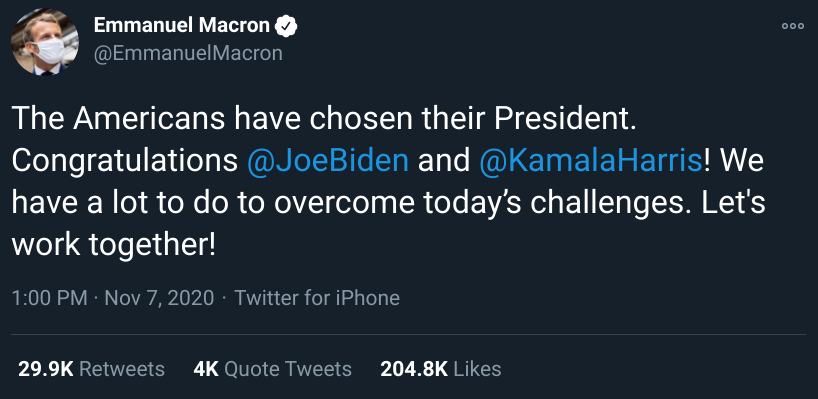 Emmanuel Macron
@EmmanuelMacron
The Americans have chosen their President.
Congratulations @JoeBiden and @KamalaHarris! We
have a lot to do to overcome today’s challenges. Let's
work together!
1:00 PM · Nov 7, 2020 · Twitter for iPhone
29.9K Retweets 4K Quote Tweets 204.8K Likes